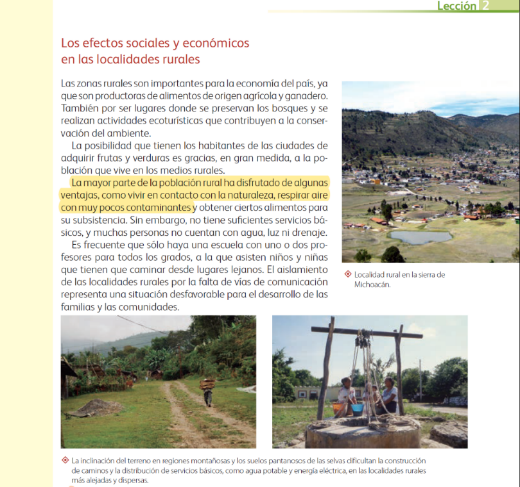 Lección 2
Los efectos sociales y económicos
en las localidades rurales
Las zonas rurales son importantes para la economía del país, ya
que son productoras de alimentos de origen agrícola y ganadero.
También por ser lugares donde se preservan los bosques y se
realizan actividades ecoturísticas que contribuyen a la conser-
vación del ambiente.
La posibilidad que tienen los habitantes de las ciudades de
adquirir frutas y verduras es gracias, en gran medida, a la po-
blación que vive en los medios rurales.
La mayor parte de la población rural ha disfrutado de algunas
ventajas, como vivir en contacto con la naturaleza, respirar aire
con muy pocos contaminantes y obtener ciertos alimentos para
su subsistencia. Sin embargo, no tiene suficientes servicios bá-
sicos, y muchas personas no cuentan con agua, luz ni drenaje.
Es frecuente que sólo haya una escuela con uno o dos pro-
fesores para todos los grados, a la que asisten niños y niñas
que tienen que caminar desde lugares lejanos. El aislamiento
de las localidades rurales por la falta de vías de comunicación
representa una situación desfavorable para el desarrollo de las
familias y las comunidades.
Localidad rural en la sierra de
Michoacán.
La inclinación del terreno en regiones montañosas y los suelos pantanosos de las selvas dificultan la construcción
de caminos y la distribución de servicios básicos, como agua potable y energía eléctrica, en las localidades rurales
más alejadas y dispersas.